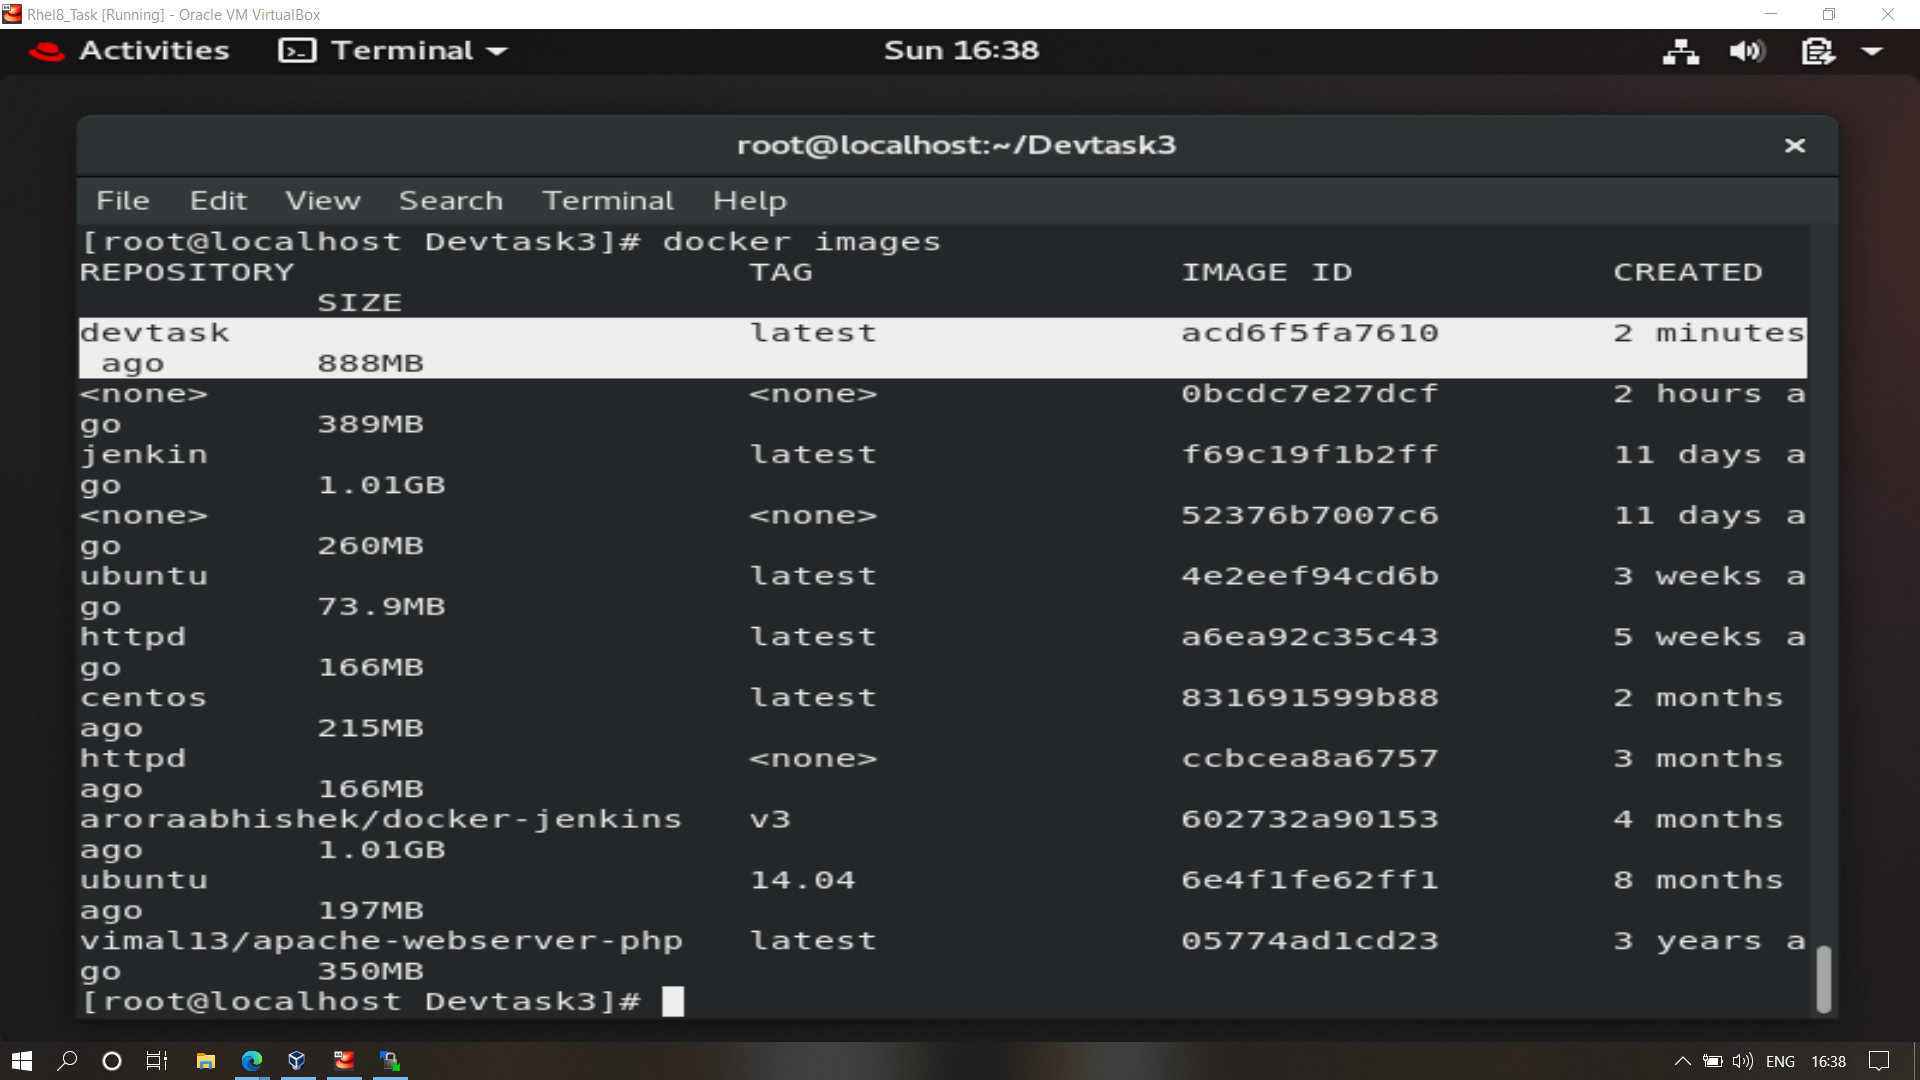 Rhel8_Task [Running] - Oracle VM VirtualBox
Activities Terminal Sun 16:38
root@localhost:~/Devtask3
File Edit View Search Terminal Help
[root@localhost Devtask3]# docker images
REPOSITORY TAG IMAGE ID CREATED
SIZE
devtask latest acd6f5fa7610 2 minutes
ago 888MB
<none> <none> 0bcdc7e27dcf 2 hours a
go 389MB
jenkin latest f69c19f1b2ff 11 days a
go 1.01GB
<none> <none> 52376b7007c6 11 days a
go 260MB
ubuntu latest 4e2eef94cd6b 3 weeks a
go 73.9MB
httpd latest a6ea92c35c43 5 weeks a
go 166MB
centos latest 831691599b88 2 months
ago 215MB
httpd <none> ccbcea8a6757 3 months
ago 166MB
aroraabhishek/docker-jenkins v3 602732a90153 4 months
ago 1.01GB
ubuntu 14.04 6e4f1fe62ff1 8 months
ago 197MB
vimal13/apache-webserver-php latest 05774ad1cd23 3 years a
go 350MB
[root@localhost Devtask3]#
ENG 16:38